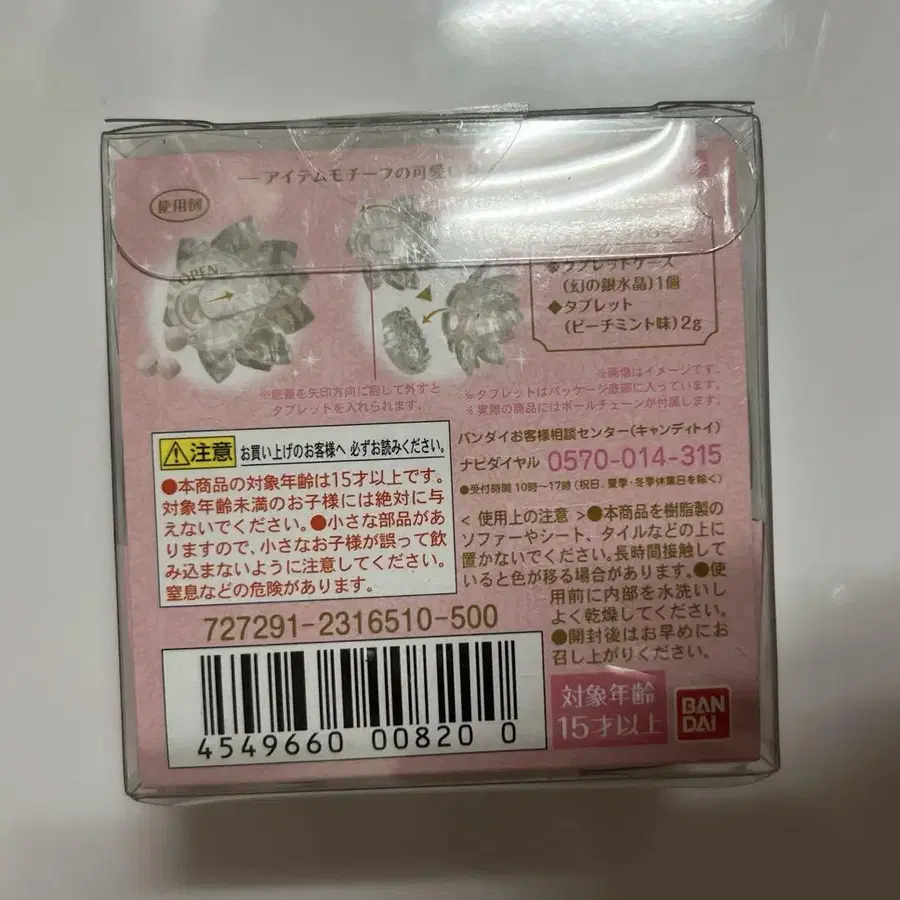 アイテムモチーフの可愛し
使用例
OPEN
◆タブレットケース
(幻の銀水晶)1個
◆タブレット
(ピーチミント味)2g
※底蓋を矢印方向に回して外すと
タブレットを入れられます。
※画像はイメージです。
※タブレットはパッケージ底部に入っています。
※実際の商品にはボールチェーンが付属します。
注意 お買い上げのお客様へ 必ずお読みください。
●本商品の対象年齢は15才以上です。
対象年齢未満のお子様には絶対に与
えないでください。●小さな部品があ
りますので、小さなお子様が誤って飲
み込まないように注意してください。
窒息などの危険があります。
バンダイお客様相談センター(キャンディトイ)
ナビダイヤル 0570-014-315
●受付時間 10時〜17時(祝日、夏季・冬季休業日を除く)
< 使用上の注意 >●本商品を樹脂製の
ソファーやシート、タイルなどの上に
置かないでください。長時間接触して
いると色が移る場合があります。●使
用前に内部を水洗いし
よく乾燥してください。
●開封後はお早めにお
召し上がりください。
727291-2316510-500
4549660 00820 0
対象年齢
15才以上
BAN
DAI